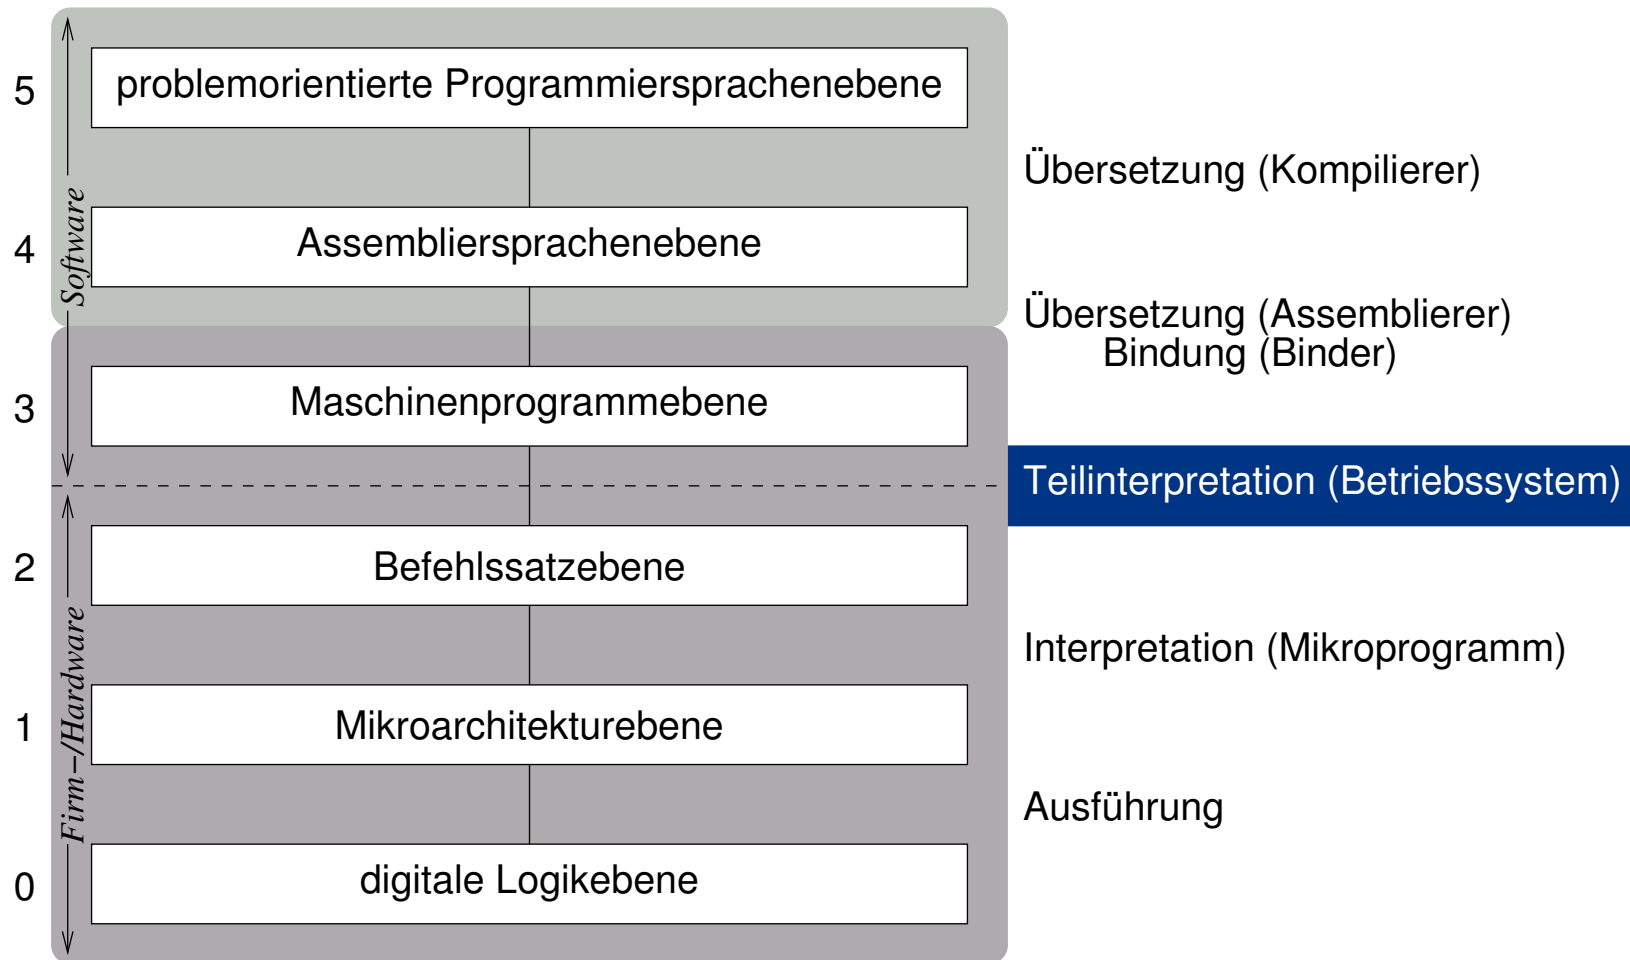 5
problemorientierte Programmiersprachenebene
Übersetzung (Kompilierer)
4
Assembliersprachenebene
Software
Übersetzung (Assemblierer)
Bindung (Binder)
3
Maschinenprogrammebene
Teilinterpretation (Betriebssystem)
2
Befehlssatzebene
Interpretation (Mikroprogramm)
1
Mikroarchitekturebene
Firm-/Hardware
Ausführung
0
digitale Logikebene